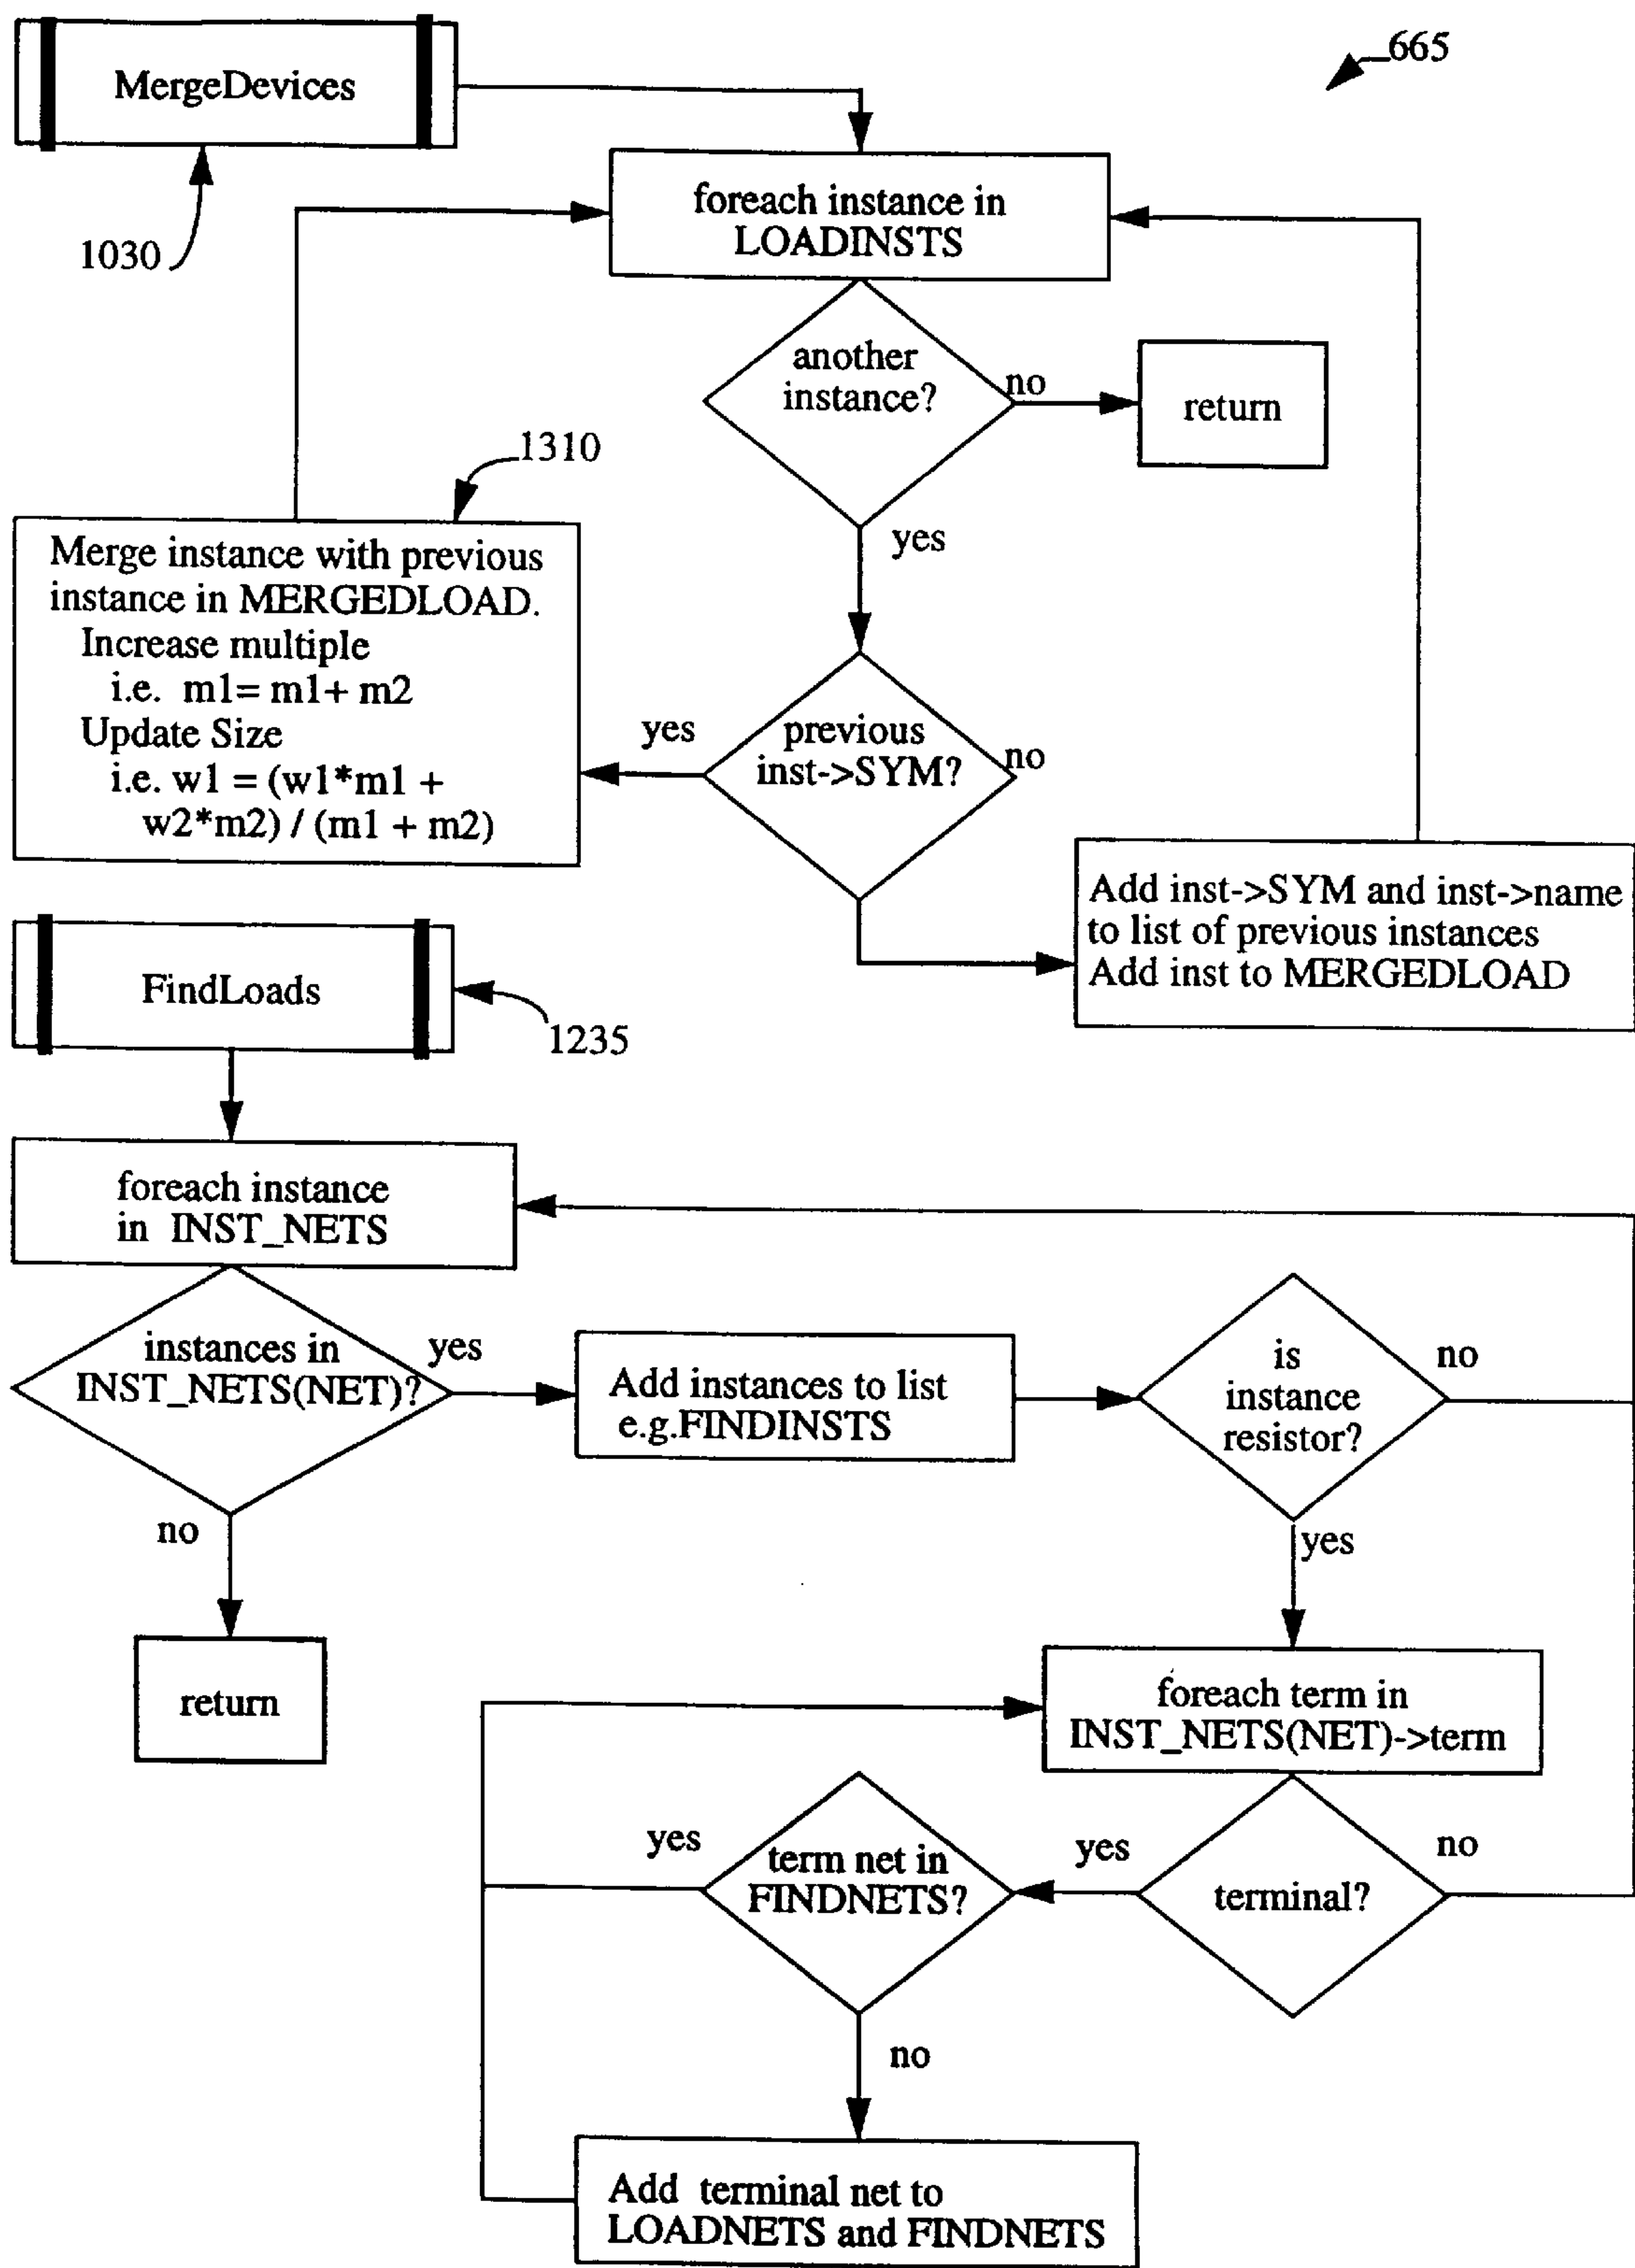 665
MergeDevices
1030
foreach instance in
LOADINSTS
another
instance?
no
return
yes
1310
Merge instance with previous
instance in MERGEDLOAD.
Increase multiple
i.e. m1= m1+ m2
Update Size
i.e. w1 = (w1*m1 +
w2*m2) / (m1 + m2)
yes
previous
inst->SYM?
no
Add inst->SYM and inst->name
to list of previous instances
Add inst to MERGEDLOAD
FindLoads
1235
foreach instance
in INST_NETS
instances in
INST_NETS(NET)?
yes
Add instances to list
e.g.FINDINSTS
is
instance
resistor?
no
no
yes
return
foreach term in
INST_NETS(NET)->term
yes
term net in
FINDNETS?
yes
terminal?
no
no
Add terminal net to
LOADNETS and FINDNETS